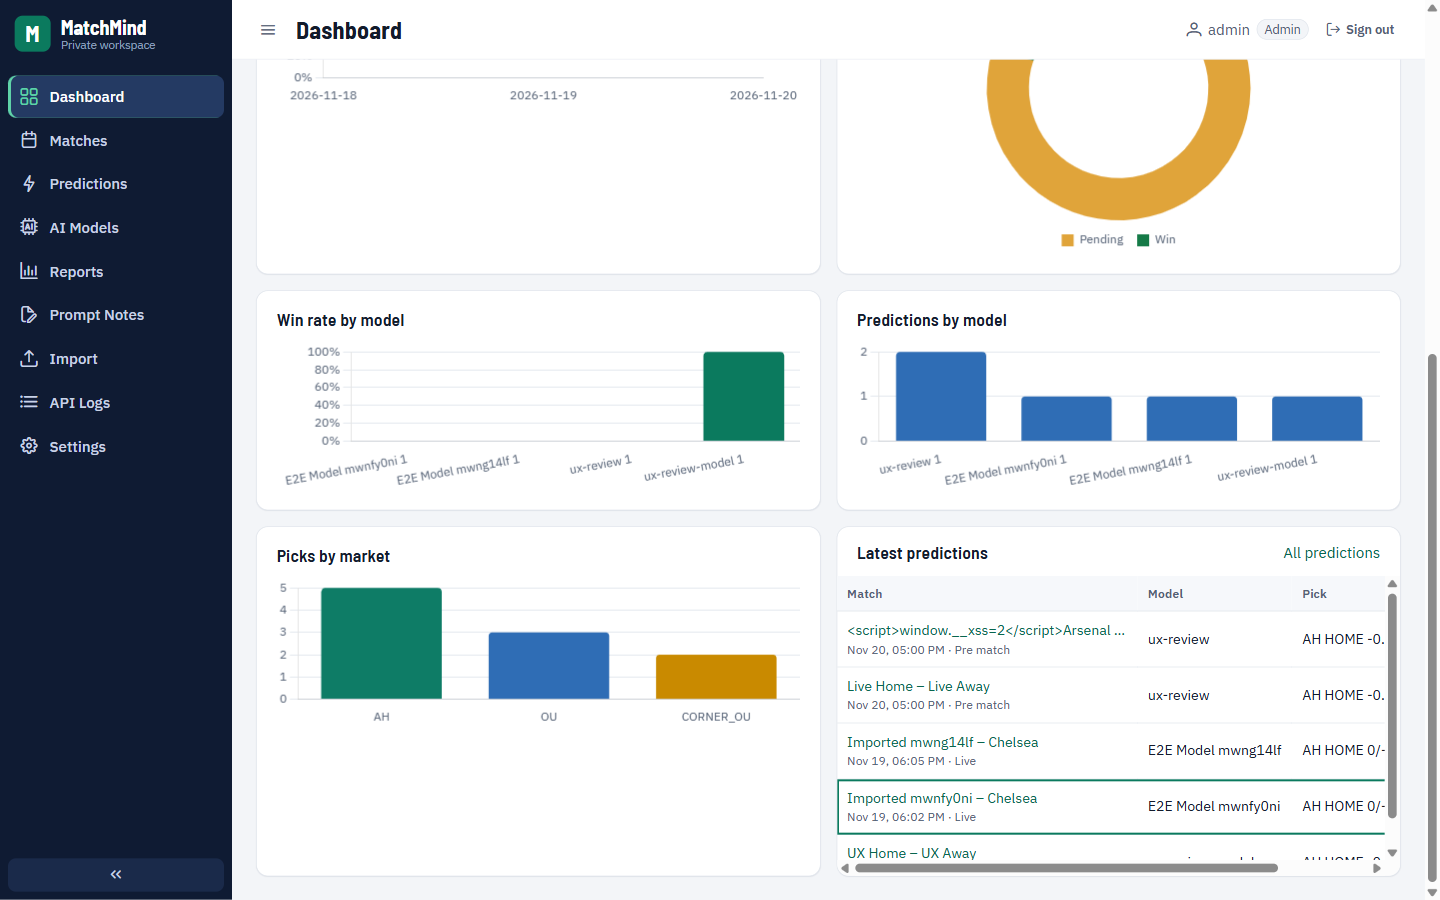 M
MatchMind
Private workspace
Dashboard
Matches
Predictions
AI Models
Reports
Prompt Notes
Import
API Logs
Settings
Dashboard
admin
Admin
Sign out
0%
2026-11-18
2026-11-19
2026-11-20
Pending
Win
Win rate by model
100%
80%
60%
40%
20%
0%
E2E Model mwnfy0ni 1
E2E Model mwng14lf 1
ux-review 1
ux-review-model 1
Predictions by model
2
1
0
ux-review 1
E2E Model mwnfy0ni 1
E2E Model mwng14lf 1
ux-review-model 1
Picks by market
5
4
3
2
1
0
AH
OU
CORNER_OU
Latest predictions
All predictions
Match
Model
Pick
<script>window.__xss=2</script>Arsenal ...
Nov 20, 05:00 PM · Pre match
ux-review
AH HOME -0.
Live Home – Live Away
Nov 20, 05:00 PM · Pre match
ux-review
AH HOME -0.
Imported mwng14lf – Chelsea
Nov 19, 06:05 PM · Live
E2E Model mwng14lf
AH HOME 0/-
Imported mwnfy0ni – Chelsea
Nov 19, 06:02 PM · Live
E2E Model mwnfy0ni
AH HOME 0/-
UX Home – UX Away